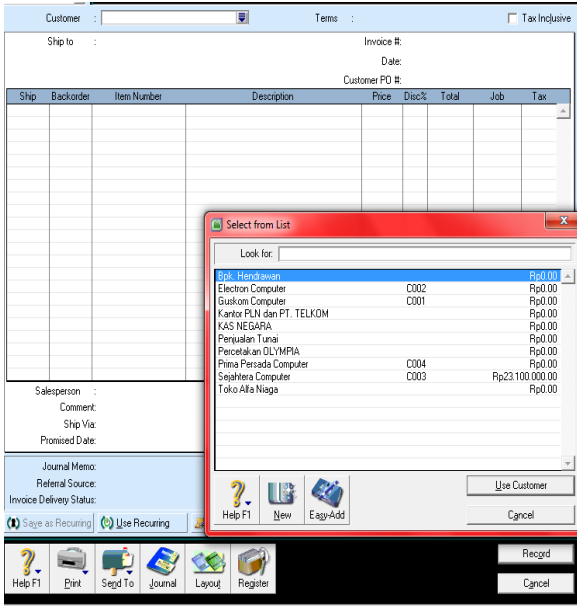 Customer :
Terms :
Tax Inclusive
Ship to :
Invoice #:
Date:
Customer PO #:
Ship Backorder Item Number Description Price Disc% Total Job Tax
Select from List
Look for:
Bpk. Hendrawan Rp0.00
Electron Computer C002 Rp0.00
Guskom Computer C001 Rp0.00
Kantor PLN dan PT. TELKOM Rp0.00
KAS NEGARA Rp0.00
Penjualan Tunai Rp0.00
Percetakan OLYMPIA Rp0.00
Prima Persada Computer C004 Rp0.00
Sejahtera Computer C003 Rp23.100.000.00
Toko Alfa Niaga Rp0.00
Use Customer
Help F1 New Easy-Add
Cancel
Salesperson :
Comment:
Ship Via:
Promised Date:
Journal Memo:
Referral Source:
Invoice Delivery Status:
Save as Recurring Use Recurring
Help F1 Print Send To Journal Layout Register
Record
Cancel